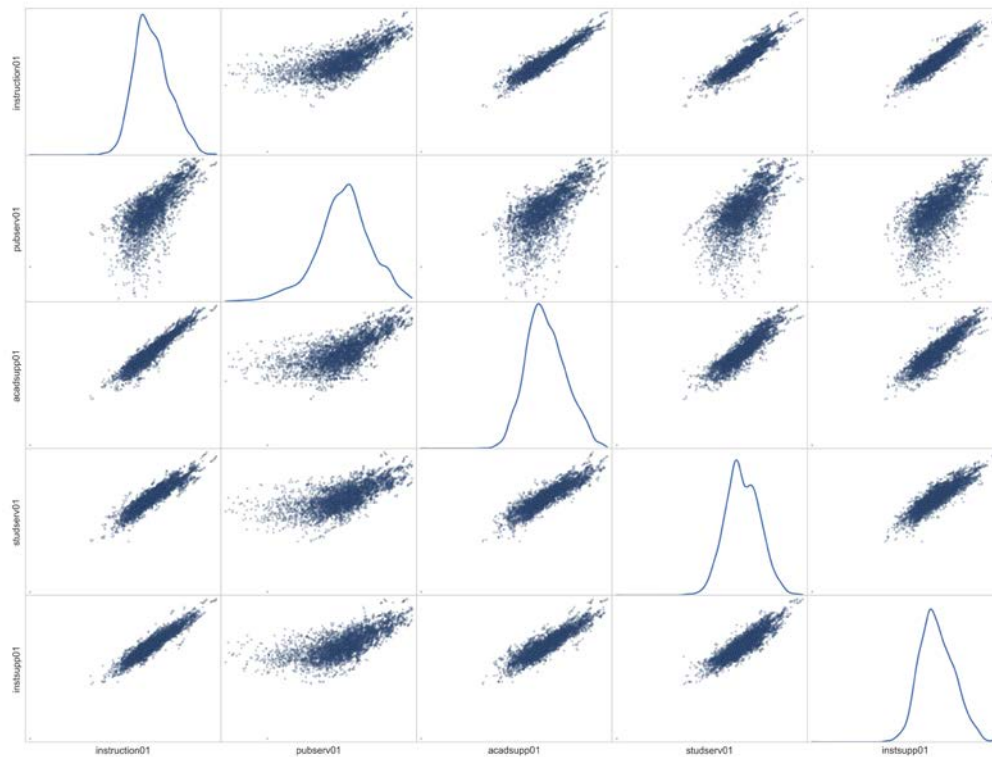 instruction01
pubserv01
acadsupp01
studserv01
instsupp01
instruction01
pubserv01
acadsupp01
studserv01
instsupp01